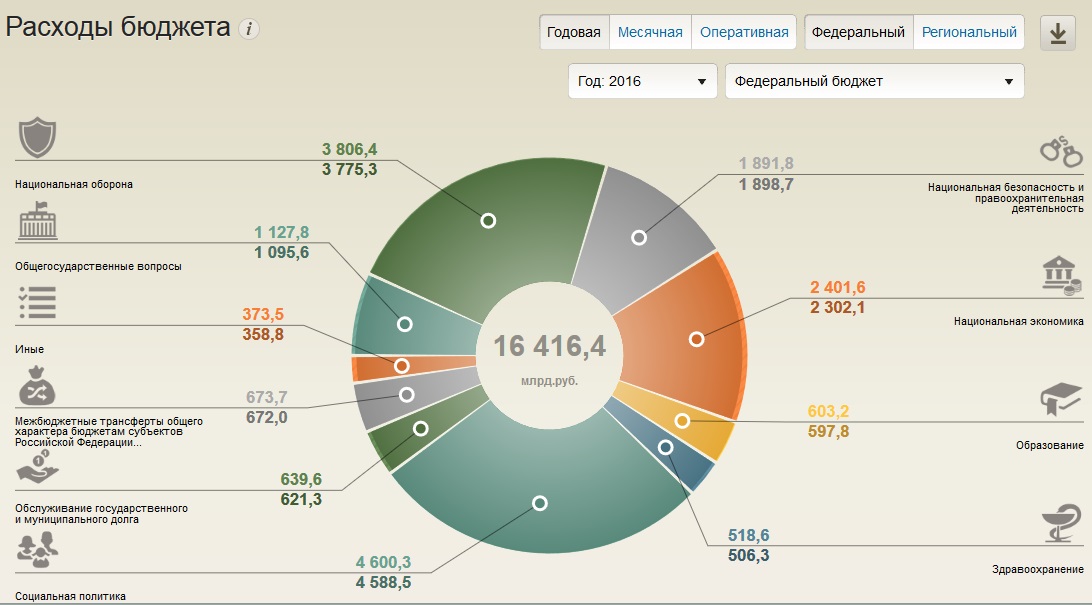 Расходы бюджета i
Годовая Месячная Оперативная Федеральный Региональный
Год: 2016 Федеральный бюджет
3 806,4
3 775,3
Национальная оборона
1 127,8
1 095,6
Общегосударственные вопросы
373,5
358,8
Иные
673,7
672,0
Межбюджетные трансферты общего
характера бюджетам субъектов
Российской Федерации...
639,6
621,3
Обслуживание государственного
и муниципального долга
4 600,3
4 588,5
Социальная политика
16 416,4
млрд.руб.
1 891,8
1 898,7
Национальная безопасность и
правоохранительная
деятельность
2 401,6
2 302,1
Национальная экономика
603,2
597,8
Образование
518,6
506,3
Здравоохранение